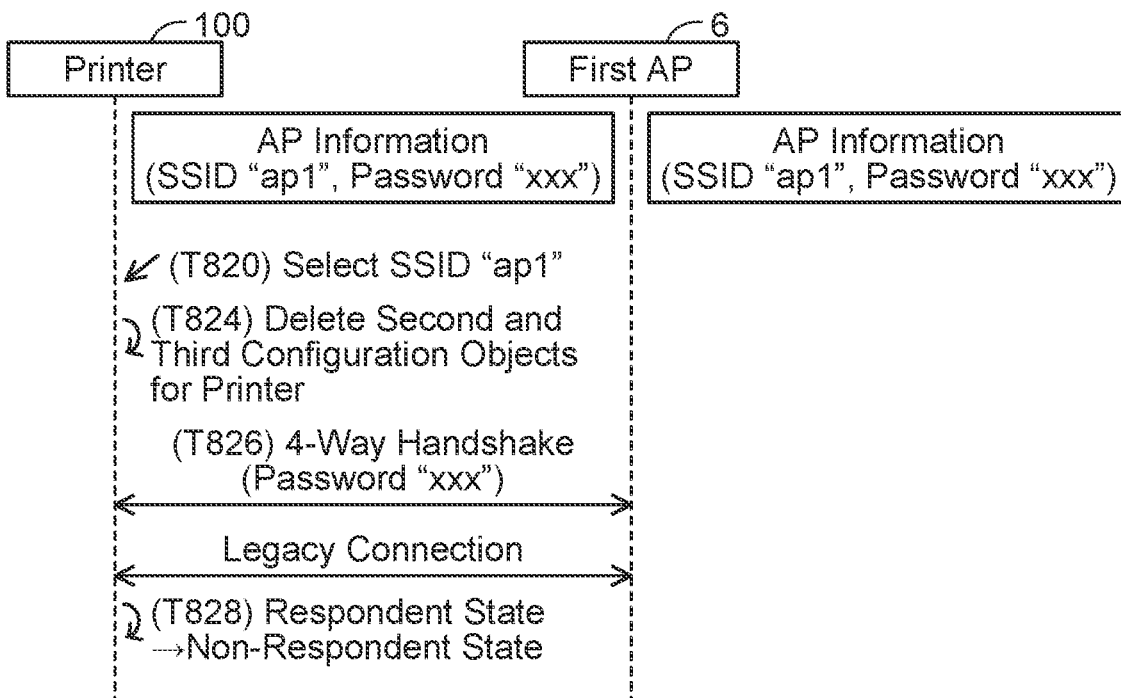 100
6
Printer
First AP
AP Information
(SSID “ap1”, Password “xxx”)
AP Information
(SSID “ap1”, Password “xxx”)
(T820) Select SSID “ap1”
(T824) Delete Second and
Third Configuration Objects
for Printer
(T826) 4-Way Handshake
(Password “xxx”)
Legacy Connection
(T828) Respondent State
→Non-Respondent State